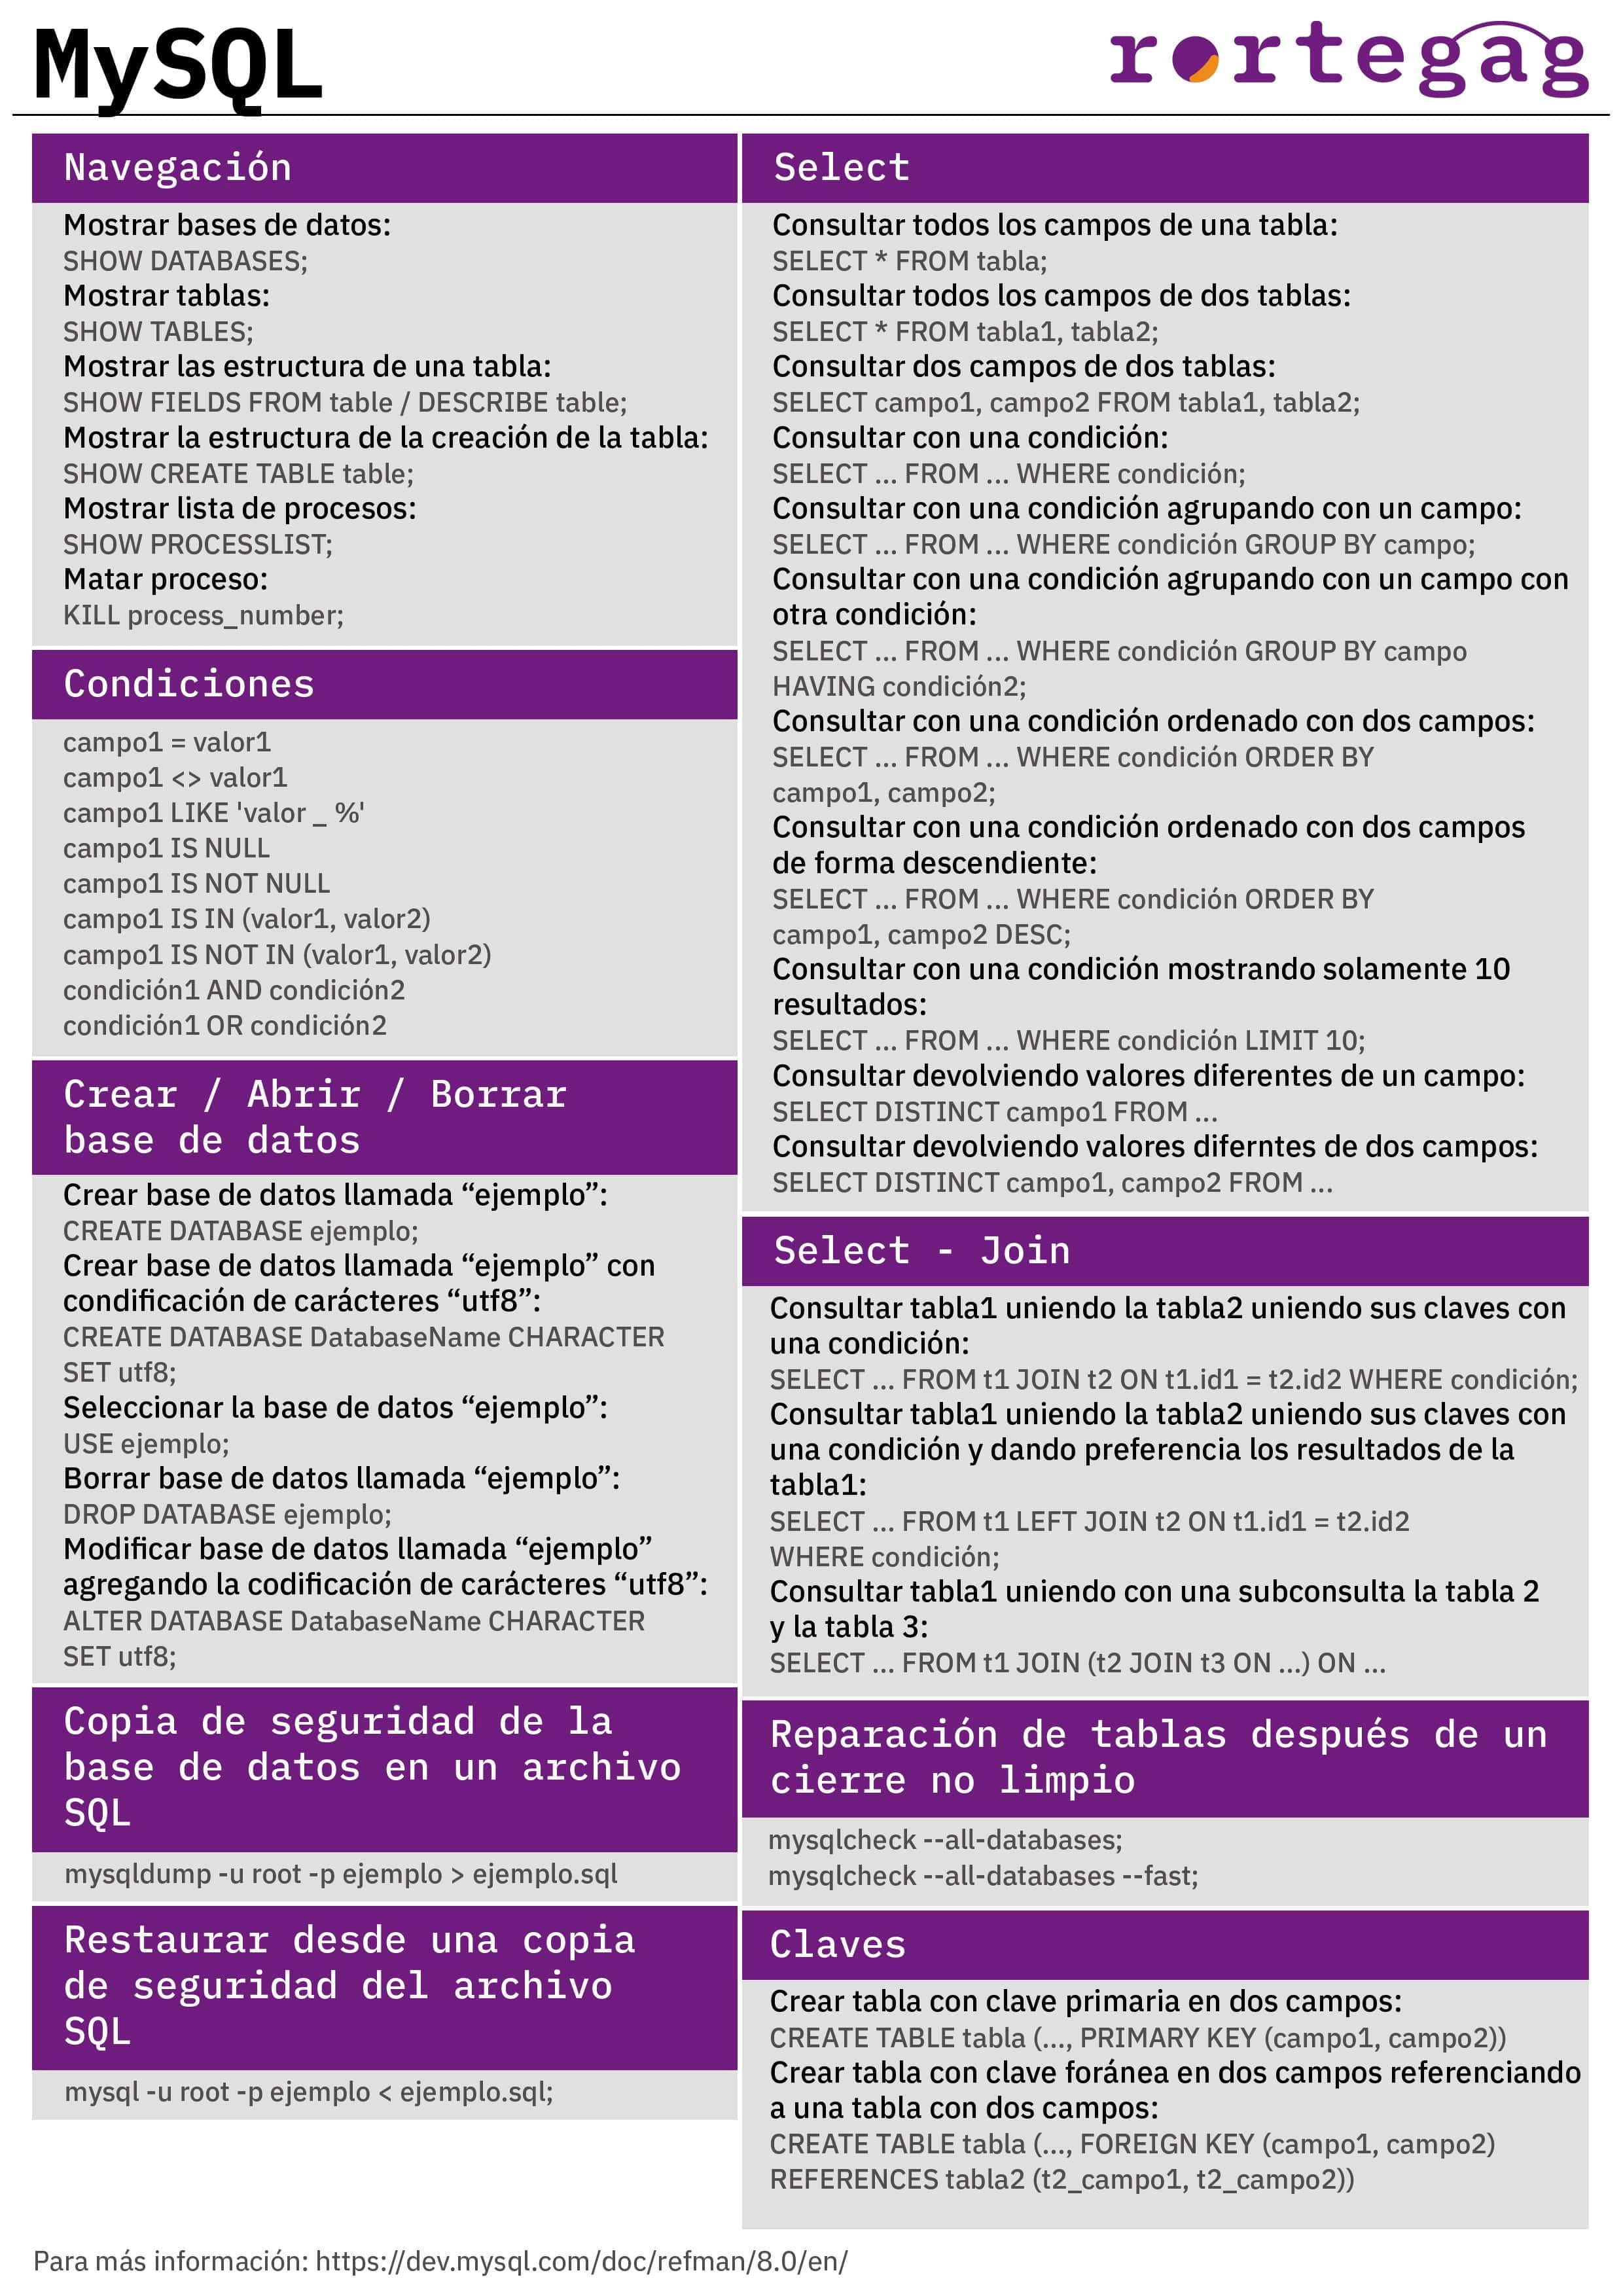 MySQL
rortegag
Navegación
Mostrar bases de datos:
SHOW DATABASES;
Mostrar tablas:
SHOW TABLES;
Mostrar las estructura de una tabla:
SHOW FIELDS FROM table / DESCRIBE table;
Mostrar la estructura de la creación de la tabla:
SHOW CREATE TABLE table;
Mostrar lista de procesos:
SHOW PROCESSLIST;
Matar proceso:
KILL process_number;
Condiciones
campo1 = valor1
campo1 <> valor1
campo1 LIKE 'valor _ %'
campo1 IS NULL
campo1 IS NOT NULL
campo1 IS IN (valor1, valor2)
campo1 IS NOT IN (valor1, valor2)
condición1 AND condición2
condición1 OR condición2
Crear / Abrir / Borrar
base de datos
Crear base de datos llamada “ejemplo”:
CREATE DATABASE ejemplo;
Crear base de datos llamada “ejemplo” con
condificación de carácteres “utf8”:
CREATE DATABASE DatabaseName CHARACTER
SET utf8;
Seleccionar la base de datos “ejemplo”:
USE ejemplo;
Borrar base de datos llamada “ejemplo”:
DROP DATABASE ejemplo;
Modificar base de datos llamada “ejemplo”
agregando la codificación de carácteres “utf8”:
ALTER DATABASE DatabaseName CHARACTER
SET utf8;
Copia de seguridad de la
base de datos en un archivo
SQL
mysqldump -u root -p ejemplo > ejemplo.sql
Restaurar desde una copia
de seguridad del archivo
SQL
mysql -u root -p ejemplo < ejemplo.sql;
Select
Consultar todos los campos de una tabla:
SELECT * FROM tabla;
Consultar todos los campos de dos tablas:
SELECT * FROM tabla1, tabla2;
Consultar dos campos de dos tablas:
SELECT campo1, campo2 FROM tabla1, tabla2;
Consultar con una condición:
SELECT ... FROM ... WHERE condición;
Consultar con una condición agrupando con un campo:
SELECT ... FROM ... WHERE condición GROUP BY campo;
Consultar con una condición agrupando con un campo con
otra condición:
SELECT ... FROM ... WHERE condición GROUP BY campo
HAVING condición2;
Consultar con una condición ordenado con dos campos:
SELECT ... FROM ... WHERE condición ORDER BY
campo1, campo2;
Consultar con una condición ordenado con dos campos
de forma descendiente:
SELECT ... FROM ... WHERE condición ORDER BY
campo1, campo2 DESC;
Consultar con una condición mostrando solamente 10
resultados:
SELECT ... FROM ... WHERE condición LIMIT 10;
Consultar devolviendo valores diferentes de un campo:
SELECT DISTINCT campo1 FROM ...
Consultar devolviendo valores diferntes de dos campos:
SELECT DISTINCT campo1, campo2 FROM ...
Select - Join
Consultar tabla1 uniendo la tabla2 uniendo sus claves con
una condición:
SELECT ... FROM t1 JOIN t2 ON t1.id1 = t2.id2 WHERE condición;
Consultar tabla1 uniendo la tabla2 uniendo sus claves con
una condición y dando preferencia los resultados de la
tabla1:
SELECT ... FROM t1 LEFT JOIN t2 ON t1.id1 = t2.id2
WHERE condición;
Consultar tabla1 uniendo con una subconsulta la tabla 2
y la tabla 3:
SELECT ... FROM t1 JOIN (t2 JOIN t3 ON ...) ON ...
Reparación de tablas después de un
cierre no limpio
mysqlcheck --all-databases;
mysqlcheck --all-databases --fast;
Claves
Crear tabla con clave primaria en dos campos:
CREATE TABLE tabla (..., PRIMARY KEY (campo1, campo2))
Crear tabla con clave foránea en dos campos referenciando
a una tabla con dos campos:
CREATE TABLE tabla (..., FOREIGN KEY (campo1, campo2)
REFERENCES tabla2 (t2_campo1, t2_campo2))
Para más información: https://dev.mysql.com/doc/refman/8.0/en/